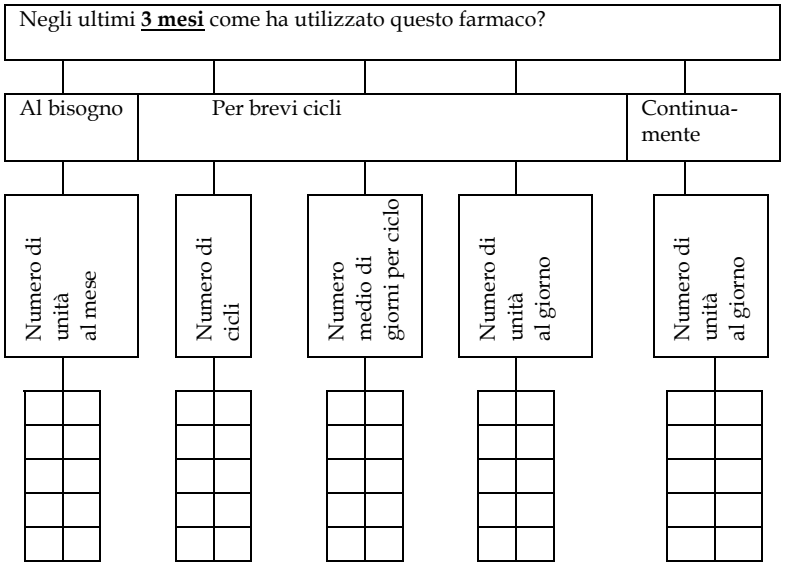 Negli ultimi 3 mesi come ha utilizzato questo farmaco?
Al bisogno
Per brevi cicli
Continua-
mente
Numero di
unità
al mese
Numero di
cicli
Numero
medio di
giorni per ciclo
Numero di
unità
al giorno
Numero di
unità
al giorno